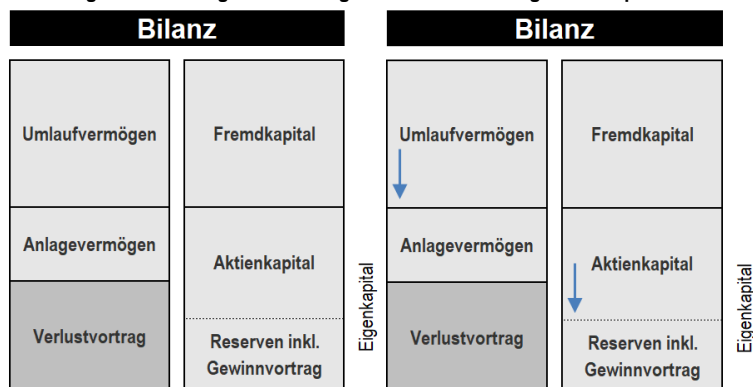 Bilanz
Umlaufvermögen
Fremdkapital
Anlagevermögen
Aktienkapital
Verlustvortrag
Reserven inkl.
Gewinnvortrag
Eigenkapital
Bilanz
Umlaufvermögen
Fremdkapital
Anlagevermögen
Aktienkapital
Verlustvortrag
Reserven inkl.
Gewinnvortrag
Eigenkapital